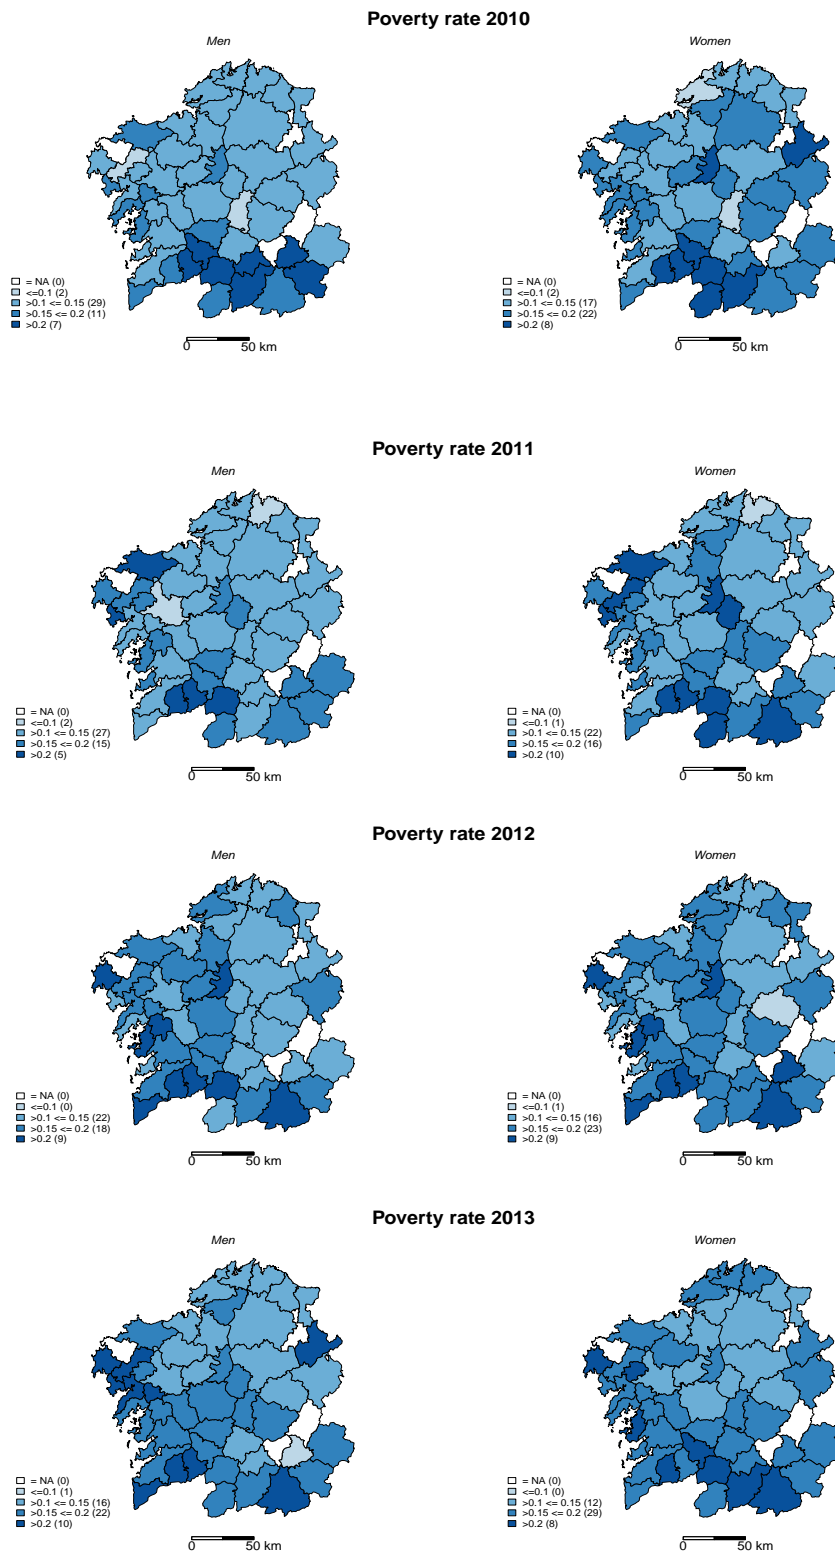 Poverty rate 2010
Men
Women
= NA (0)
<=0.1 (2)
>0.1 <= 0.15 (29)
>0.15 <= 0.2 (11)
>0.2 (7)
0 50 km
= NA (0)
<=0.1 (2)
>0.1 <= 0.15 (17)
>0.15 <= 0.2 (22)
>0.2 (8)
0 50 km
Poverty rate 2011
Men
Women
= NA (0)
<=0.1 (2)
>0.1 <= 0.15 (27)
>0.15 <= 0.2 (15)
>0.2 (5)
0 50 km
= NA (0)
<=0.1 (1)
>0.1 <= 0.15 (22)
>0.15 <= 0.2 (16)
>0.2 (10)
0 50 km
Poverty rate 2012
Men
Women
= NA (0)
<=0.1 (0)
>0.1 <= 0.15 (22)
>0.15 <= 0.2 (18)
>0.2 (9)
0 50 km
= NA (0)
<=0.1 (1)
>0.1 <= 0.15 (16)
>0.15 <= 0.2 (23)
>0.2 (9)
0 50 km
Poverty rate 2013
Men
Women
= NA (0)
<=0.1 (1)
>0.1 <= 0.15 (16)
>0.15 <= 0.2 (22)
>0.2 (10)
0 50 km
= NA (0)
<=0.1 (0)
>0.1 <= 0.15 (12)
>0.15 <= 0.2 (29)
>0.2 (8)
0 50 km